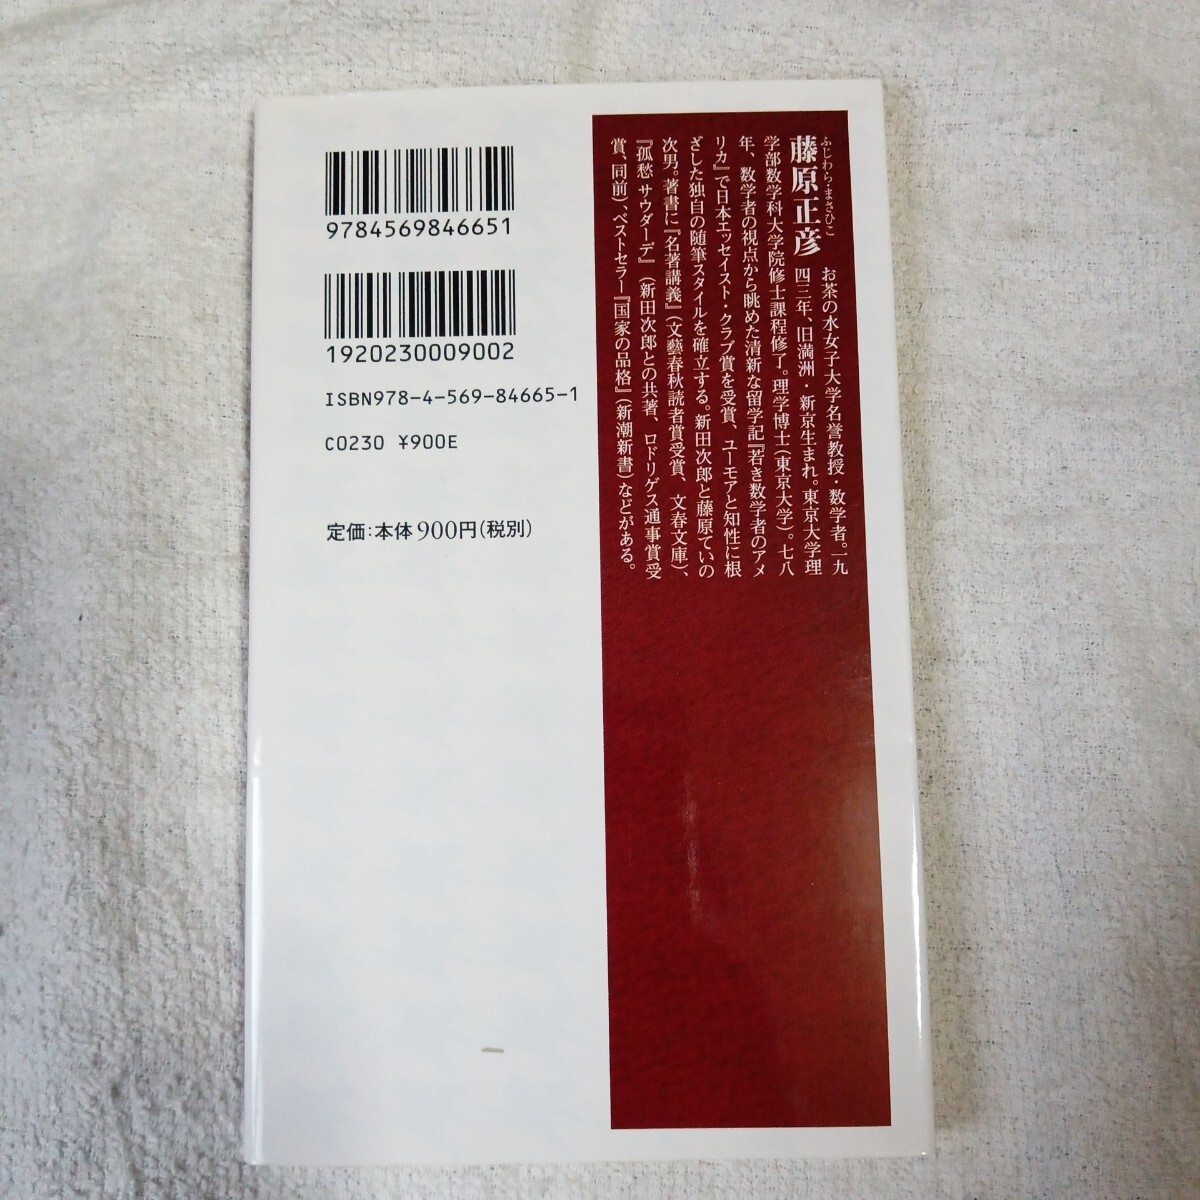 ふじわら・まさひこ
藤原正彦
お茶の水女子大学名誉教授・数学者。一九
四三年、旧満洲・新京生まれ。東京大学理
学部数学科大学院修士課程修了。理学博士(東京大学)。七八
年、数学者の視点から眺めた清新な留学記『若き数学者のアメ
リカ』で日本エッセイスト・クラブ賞を受賞、ユーモアと知性に根
ざした独自の随筆スタイルを確立する。新田次郎と藤原ていの
次男。著書に『名著講義』(文藝春秋読者賞受賞、文春文庫)、
『孤愁 サウダーデ』(新田次郎との共著、ロドリゲス通事賞受
賞、同前)、ベストセラー『国家の品格』(新潮新書)などがある。
9784569846651
1920230009002
ISBN978-4-569-84665-1
C0230 ¥900E
定価:本体900円(税別)